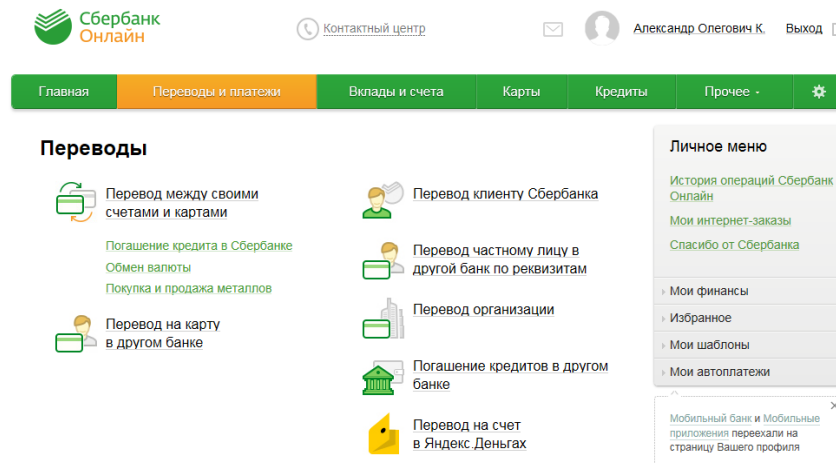 Сбербанк
Онлайн
Контактный центр
Александр Олегович К.
Выход
Главная
Переводы и платежи
Вклады и счета
Карты
Кредиты
Прочее
Переводы
Перевод между своими
счетами и картами
Погашение кредита в Сбербанке
Обмен валюты
Покупка и продажа металлов
Перевод на карту
в другом банке
Перевод клиенту Сбербанка
Перевод частному лицу в
другой банк по реквизитам
Перевод организации
Погашение кредитов в другом
банке
Перевод на счет
в Яндекс.Деньгах
Личное меню
История операций Сбербанк
Онлайн
Мои интернет-заказы
Спасибо от Сбербанка
Мои финансы
Избранное
Мои шаблоны
Мои автоплатежи
Мобильный банк и Мобильные
приложения переехали на
страницу Вашего профиля